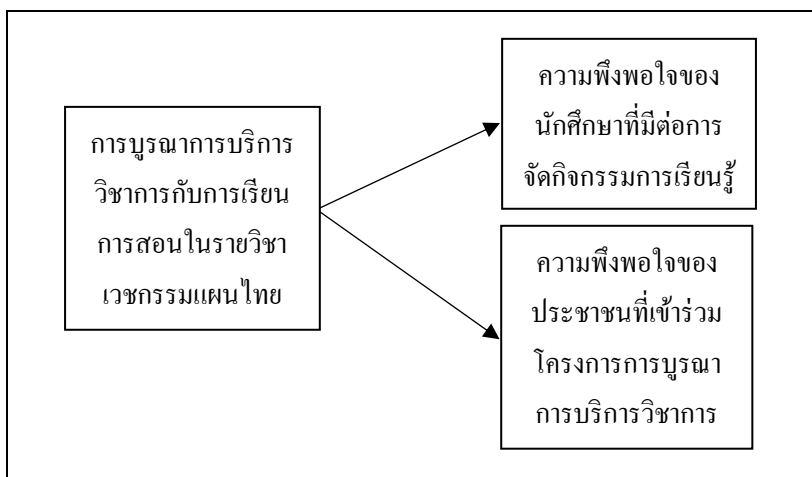 การบูรณาการบริการ
วิชาการกับการเรียน
การสอนในรายวิชา
เวชกรรมแผนไทย
ความพึงพอใจของ
นักศึกษาที่มีต่อการ
จัดกิจกรรมการเรียนรู้
ความพึงพอใจของ
ประชาชนที่เข้าร่วม
โครงการการบูรณา
การบริการวิชาการ